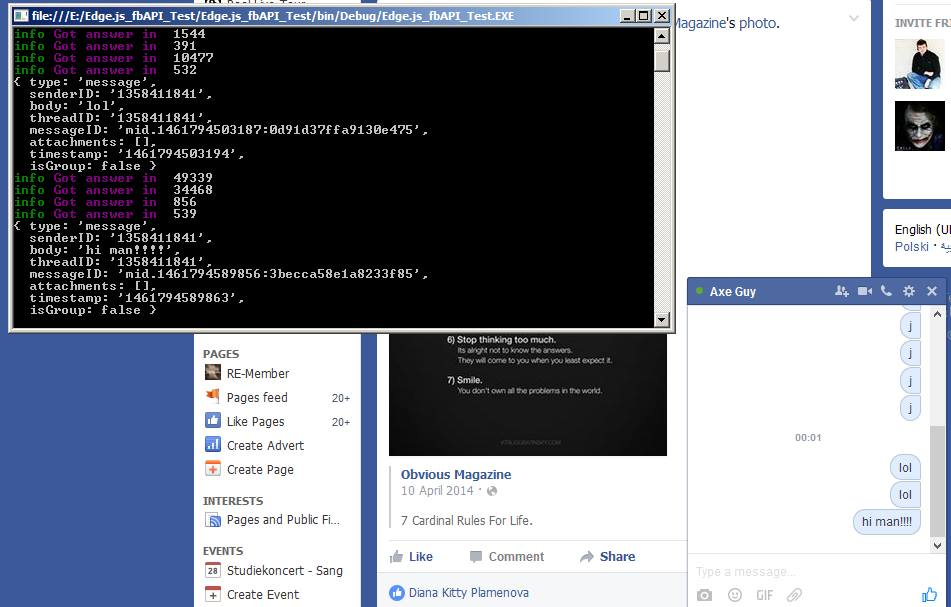 file:///E:/Edge.js_fbAPI_Test/Edge.js_fbAPI_Test/bin/Debug/Edge.js_fbAPI_Test.EXE
info Got answer in  1544
info Got answer in  391
info Got answer in  10477
info Got answer in  532
{ type: 'message',
  senderID: '1358411841',
  body: 'lol',
  threadID: '1358411841',
  messageID: 'mid.1461794503187:0d91d37ffa9130e475',
  attachments: [],
  timestamp: '1461794503194',
  isGroup: false }
info Got answer in  49339
info Got answer in  34468
info Got answer in  856
info Got answer in  539
{ type: 'message',
  senderID: '1358411841',
  body: 'hi man!!!!',
  threadID: '1358411841',
  messageID: 'mid.1461794589856:3becca58e1a8233f85',
  attachments: [],
  timestamp: '1461794589863',
  isGroup: false }
Magazine's photo.
PAGES
RE-Member
Pages feed 20+
Like Pages 20+
Create Advert
Create Page
INTERESTS
Pages and Public Fi...
EVENTS
28 Studiekoncert - Sang
Create Event
6) Stop thinking too much.
Its alright not to know the answers.
They will come to you when you least expect it.
7) Smile.
You don't own all the problems in the world.
Obvious Magazine
10 April 2014 ·
7 Cardinal Rules For Life.
Like Comment Share
Diana Kitty Plamenova
INVITE FRI
English (U
Polski ·
Axe Guy
j
j
j
j
00:01
lol
lol
hi man!!!!
Type a message...
GIF